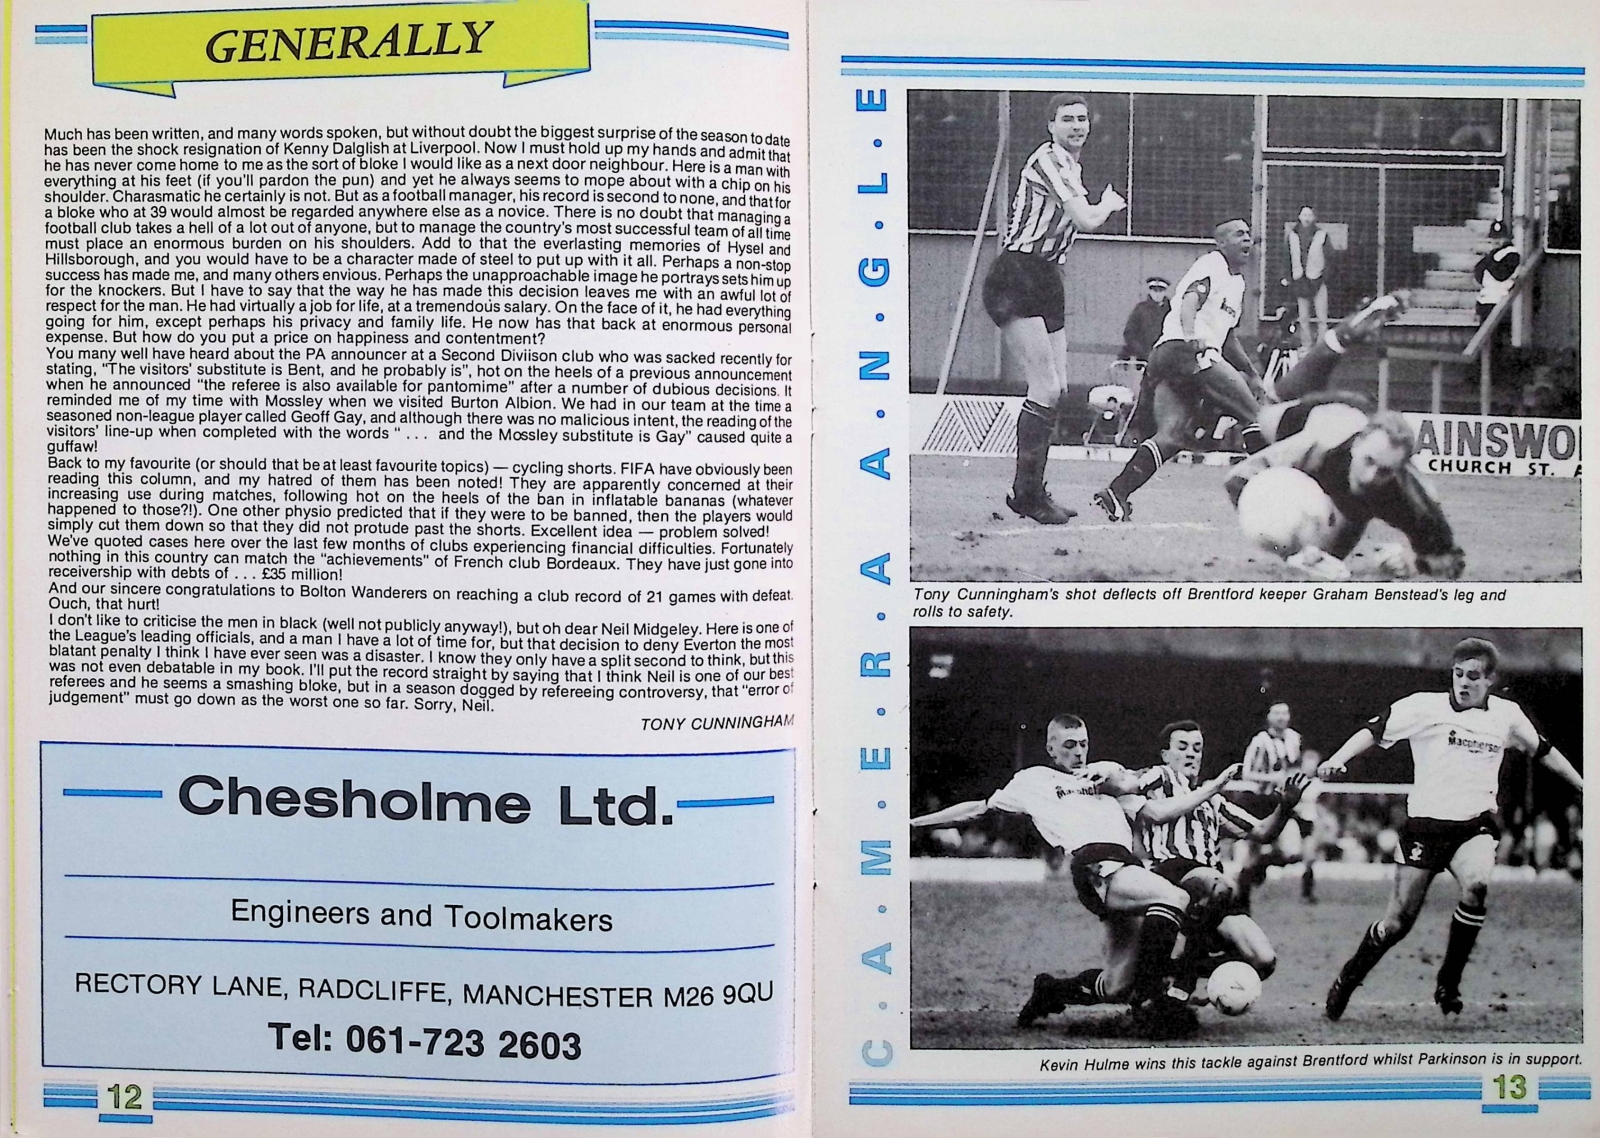 GENERALLY
Much has been written, and many words spoken, but without doubt the biggest surprise of the season to date
has been the shock resignation of Kenny Dalglish at Liverpool. Now I must hold up my hands and admit that
he has never come home to me as the sort of bloke I would like as a next door neighbour. Here is a man with
everything at his feet (if you'll pardon the pun) and yet he always seems to mope about with a chip on his
shoulder. Charasmatic he certainly is not. But as a football manager, his record is second to none, and that for
a bloke who at 39 would almost be regarded anywhere else as a novice. There is no doubt that managing a
football club takes a hell of a lot out of anyone, but to manage the country's most successful team of all time
must place an enormous burden on his shoulders. Add to that the everlasting memories of Hysel and
Hillsborough, and you would have to be a character made of steel to put up with it all. Perhaps a non-stop
success has made me, and many others envious. Perhaps the unapproachable image he portrays sets him up
for the knockers. But I have to say that the way he has made this decision leaves me with an awful lot of
respect for the man. He had virtually a job for life, at a tremendous salary. On the face of it, he had everything
going for him, except perhaps his privacy and family life. He now has that back at enormous personal
expense. But how do you put a price on happiness and contentment?
You many well have heard about the PA announcer at a Second Diviison club who was sacked recently for
stating, "The visitors' substitute is Bent, and he probably is", hot on the heels of a previous announcement
when he announced "the referee is also available for pantomime" after a number of dubious decisions. It
reminded me of my time with Mossley when we visited Burton Albion. We had in our team at the time a
seasoned non-league player called Geoff Gay, and although there was no malicious intent, the reading of the
visitors' line-up when completed with the words " . . . and the Mossley substitute is Gay" caused quite a
guffaw!
Back to my favourite (or should that be at least favourite topics) — cycling shorts. FIFA have obviously been
reading this column, and my hatred of them has been noted! They are apparently concerned at their
increasing use during matches, following hot on the heels of the ban in inflatable bananas (whatever
happened to those?!). One other physio predicted that if they were to be banned, then the players would
simply cut them down so that they did not protude past the shorts. Excellent idea — problem solved!
We've quoted cases here over the last few months of clubs experiencing financial difficulties. Fortunately
nothing in this country can match the "achievements" of French club Bordeaux. They have just gone into
receivership with debts of . . . £35 million!
And our sincere congratulations to Bolton Wanderers on reaching a club record of 21 games with defeat.
Ouch, that hurt!
I don't like to criticise the men in black (well not publicly anyway!), but oh dear Neil Midgeley. Here is one of
the League's leading officials, and a man I have a lot of time for, but that decision to deny Everton the most
blatant penalty I think I have ever seen was a disaster. I know they only have a split second to think, but this
was not even debatable in my book. I'll put the record straight by saying that I think Neil is one of our best
referees and he seems a smashing bloke, but in a season dogged by refereeing controversy, that "error of
judgement" must go down as the worst one so far. Sorry, Neil.
TONY CUNNINGHAM
Chesholme Ltd.
Engineers and Toolmakers
RECTORY LANE, RADCLIFFE, MANCHESTER M26 9QU
Tel: 061-723 2603
12
C·A·M·E·R·A A·N·G·L·E
AINSWO
CHURCH ST. A
Tony Cunningham's shot deflects off Brentford keeper Graham Benstead's leg and
rolls to safety.
Macpherson
Kevin Hulme wins this tackle against Brentford whilst Parkinson is in support.
13